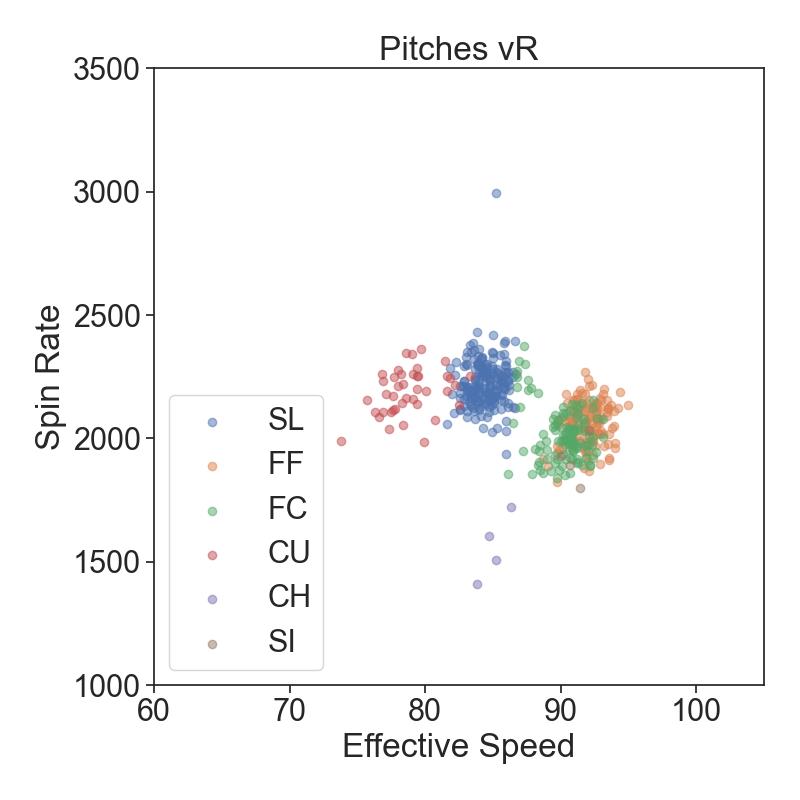 Pitches vR
3500
3000
2500
2000
1500
1000
Spin Rate
SL
FF
FC
CU
CH
SI
60 70 80 90 100
Effective Speed